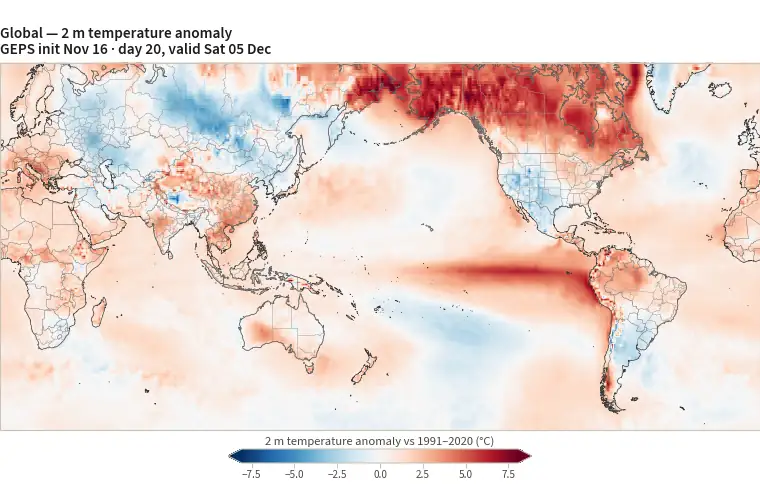 Global — 2 m temperature anomaly
GEPS init Nov 16 · day 20, valid Sat 05 Dec
2 m temperature anomaly vs 1991–2020 (°C)
−7.5 −5.0 −2.5 0.0 2.5 5.0 7.5